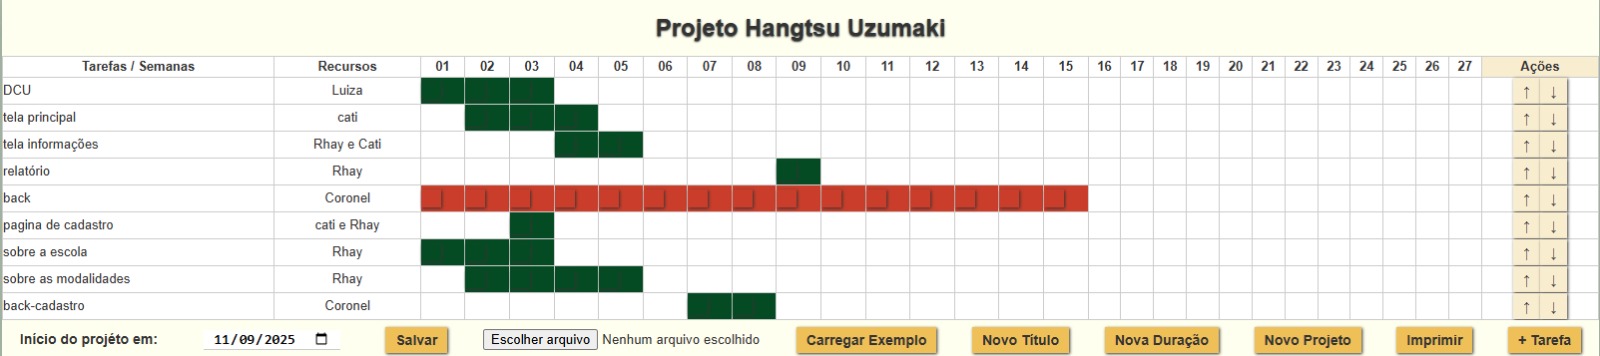 Projeto Hangtsu Uzumaki
Tarefas / Semanas Recursos 01 02 03 04 05 06 07 08 09 10 11 12 13 14 15 16 17 18 19 20 21 22 23 24 25 26 27 Ações
DCU Luiza ↑ ↓
tela principal cati ↑ ↓
tela informações Rhay e Cati ↑ ↓
relatório Rhay ↑ ↓
back Coronel ↑ ↓
pagina de cadastro cati e Rhay ↑ ↓
sobre a escola Rhay ↑ ↓
sobre as modalidades Rhay ↑ ↓
back-cadastro Coronel ↑ ↓
Início do projéto em: 11/09/2025 Salvar Escolher arquivo Nenhum arquivo escolhido Carregar Exemplo Novo Título Nova Duração Novo Projeto Imprimir + Tarefa